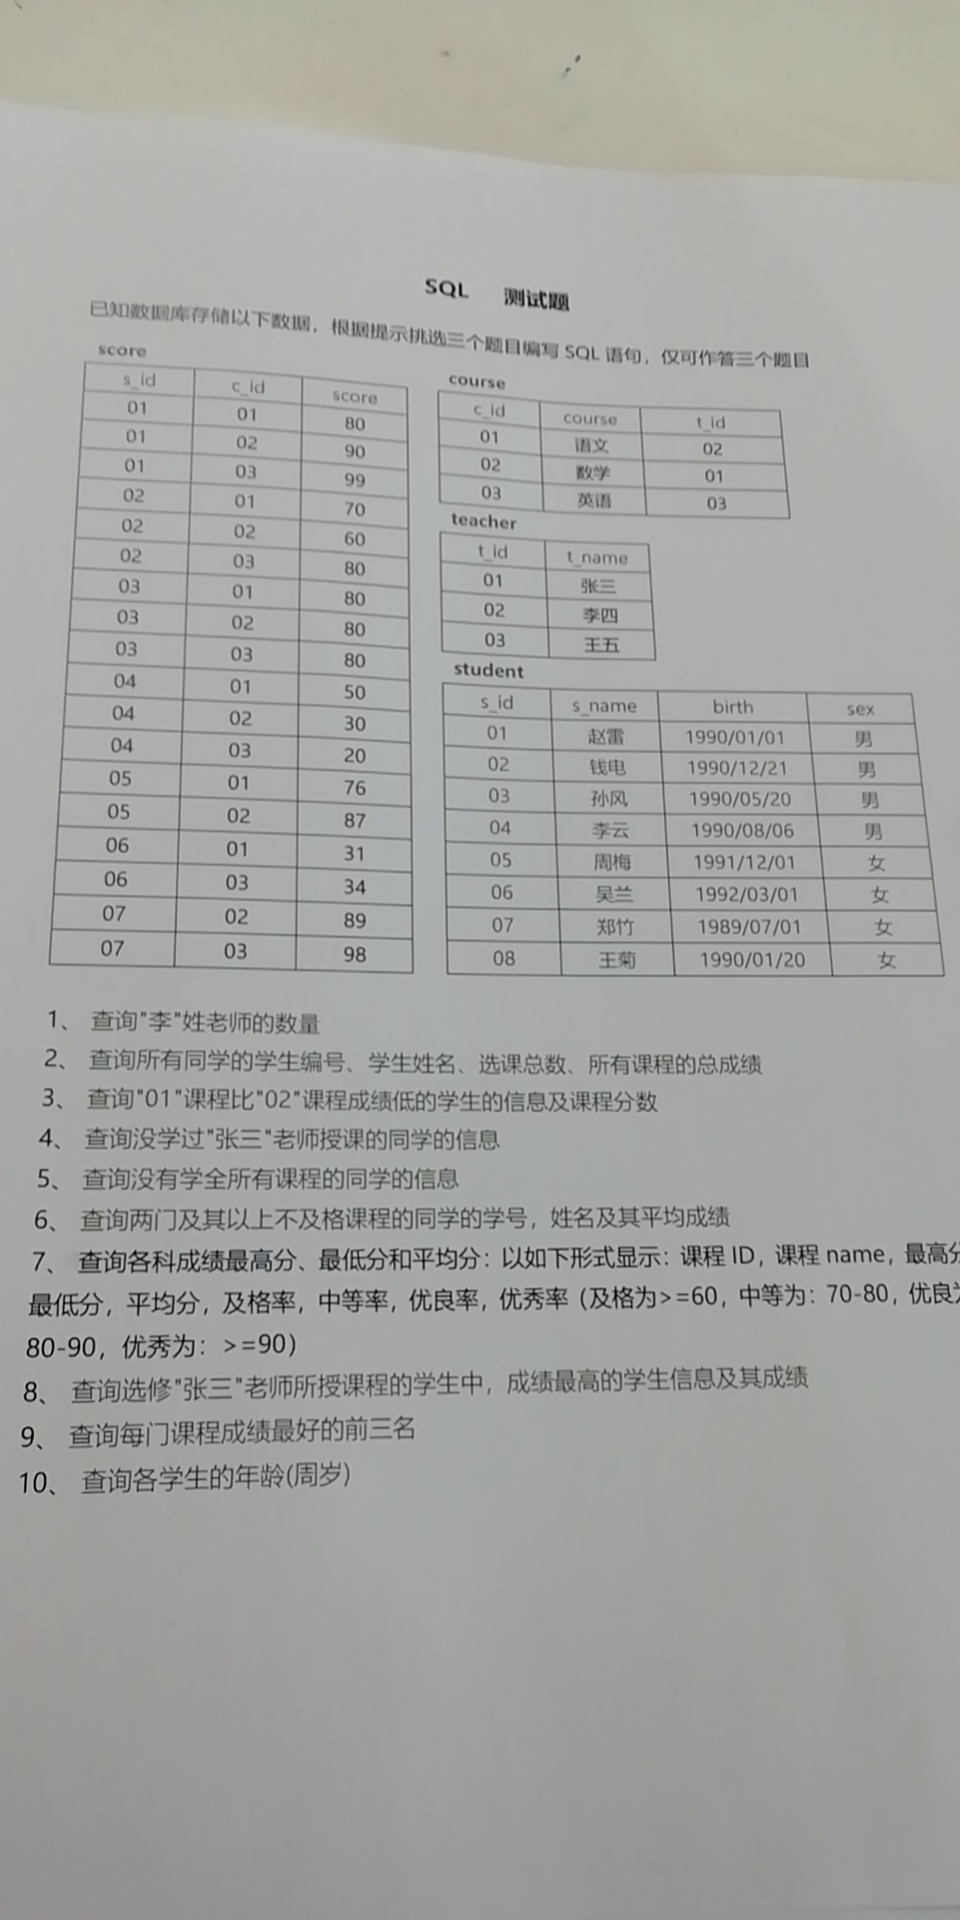 SQL 测试题
已知数据库存储以下数据，根据提示挑选三个题目编写 SQL 语句，仅可作答三个题目
score
s_id c_id score
01 01 80
01 02 90
01 03 99
02 01 70
02 02 60
02 03 80
03 01 80
03 02 80
03 03 80
04 01 50
04 02 30
04 03 20
05 01 76
05 02 87
06 01 31
06 03 34
07 02 89
07 03 98
course
c_id course t_id
01 语文 02
02 数学 01
03 英语 03
teacher
t_id t_name
01 张三
02 李四
03 王五
student
s_id s_name birth sex
01 赵雷 1990/01/01 男
02 钱电 1990/12/21 男
03 孙风 1990/05/20 男
04 李云 1990/08/06 男
05 周梅 1991/12/01 女
06 吴兰 1992/03/01 女
07 郑竹 1989/07/01 女
08 王菊 1990/01/20 女
1、 查询"李"姓老师的数量
2、 查询所有同学的学生编号、学生姓名、选课总数、所有课程的总成绩
3、 查询"01"课程比"02"课程成绩低的学生的信息及课程分数
4、 查询没学过"张三"老师授课的同学的信息
5、 查询没有学全所有课程的同学的信息
6、 查询两门及其以上不及格课程的同学的学号，姓名及其平均成绩
7、 查询各科成绩最高分、最低分和平均分：以如下形式显示：课程 ID，课程 name，最高分
最低分，平均分，及格率，中等率，优良率，优秀率（及格为>=60，中等为：70-80，优良为
80-90，优秀为：>=90）
8、 查询选修"张三"老师所授课程的学生中，成绩最高的学生信息及其成绩
9、 查询每门课程成绩最好的前三名
10、 查询各学生的年龄(周岁)